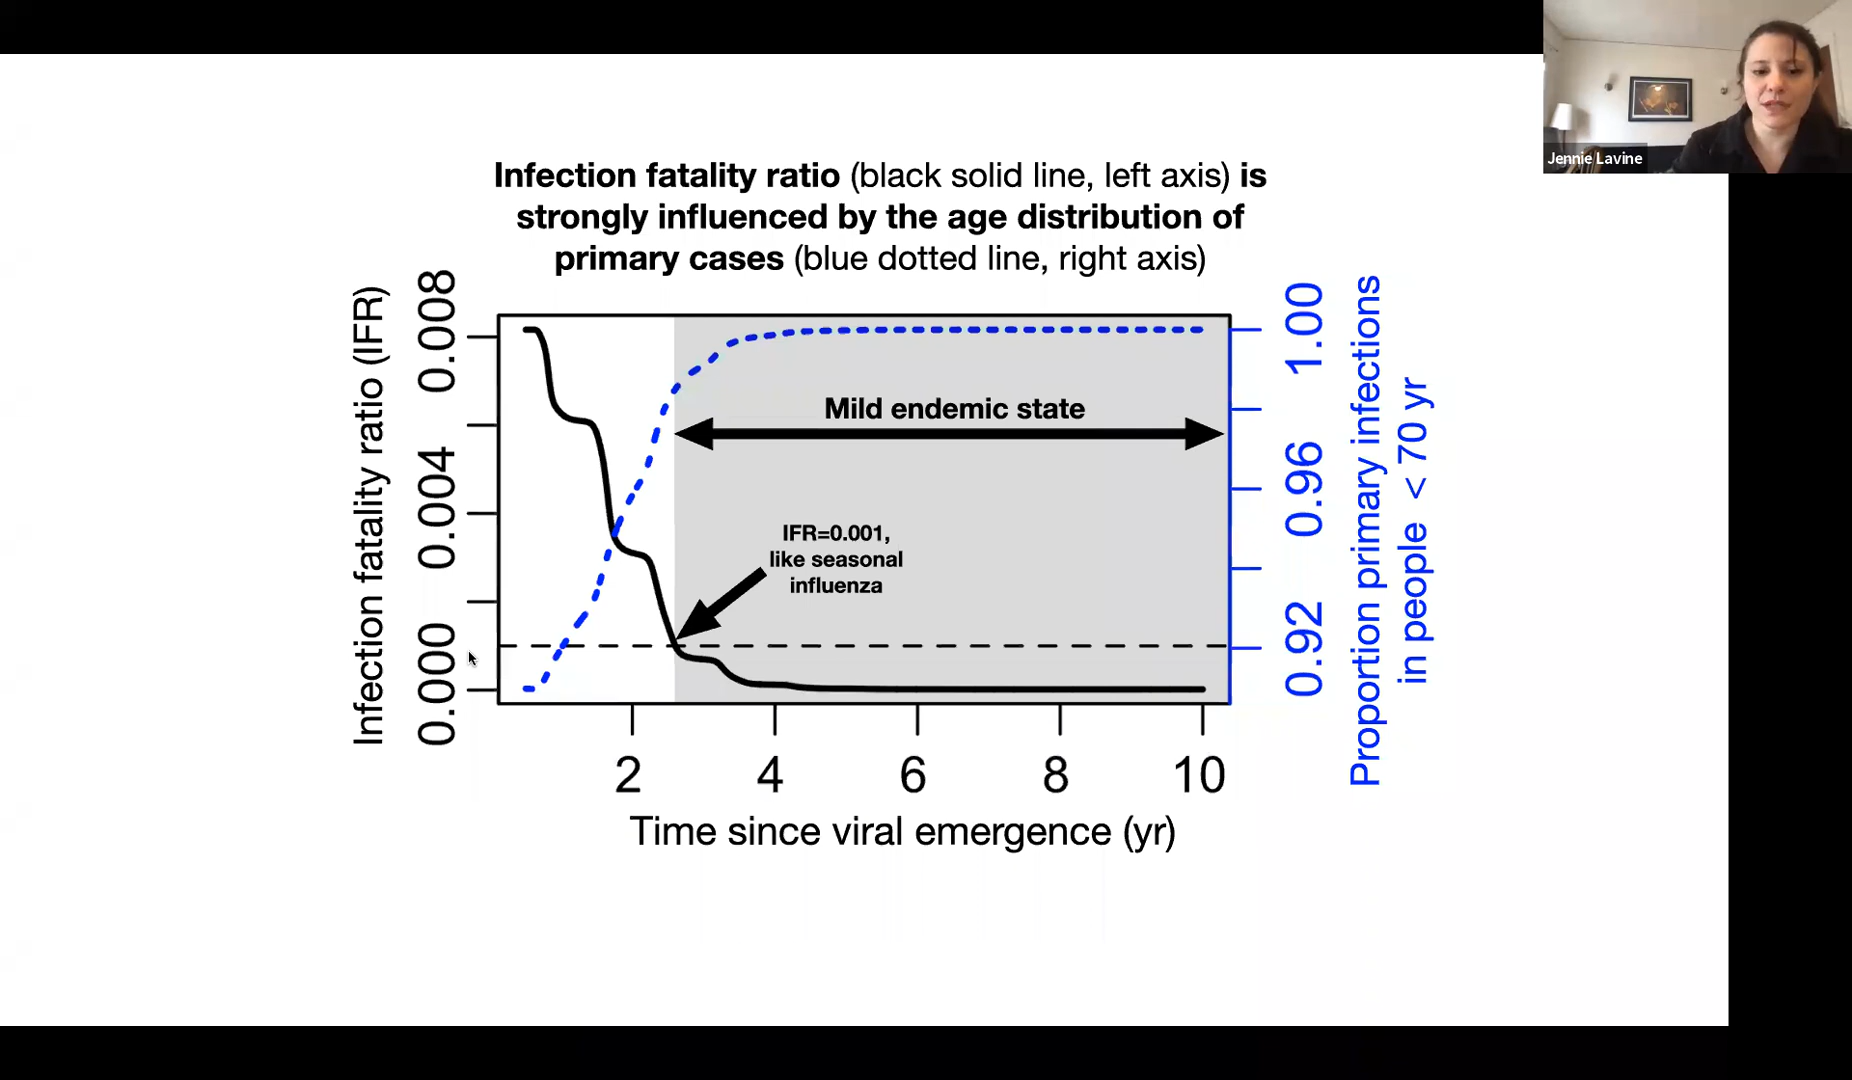 Jennie Lavine
Infection fatality ratio (black solid line, left axis) is
strongly influenced by the age distribution of
primary cases (blue dotted line, right axis)
Infection fatality ratio (IFR)
0.008
0.004
0.000
Mild endemic state
IFR=0.001,
like seasonal
influenza
1.00
0.96
0.92
Proportion primary infections
in people < 70 yr
2 4 6 8 10
Time since viral emergence (yr)